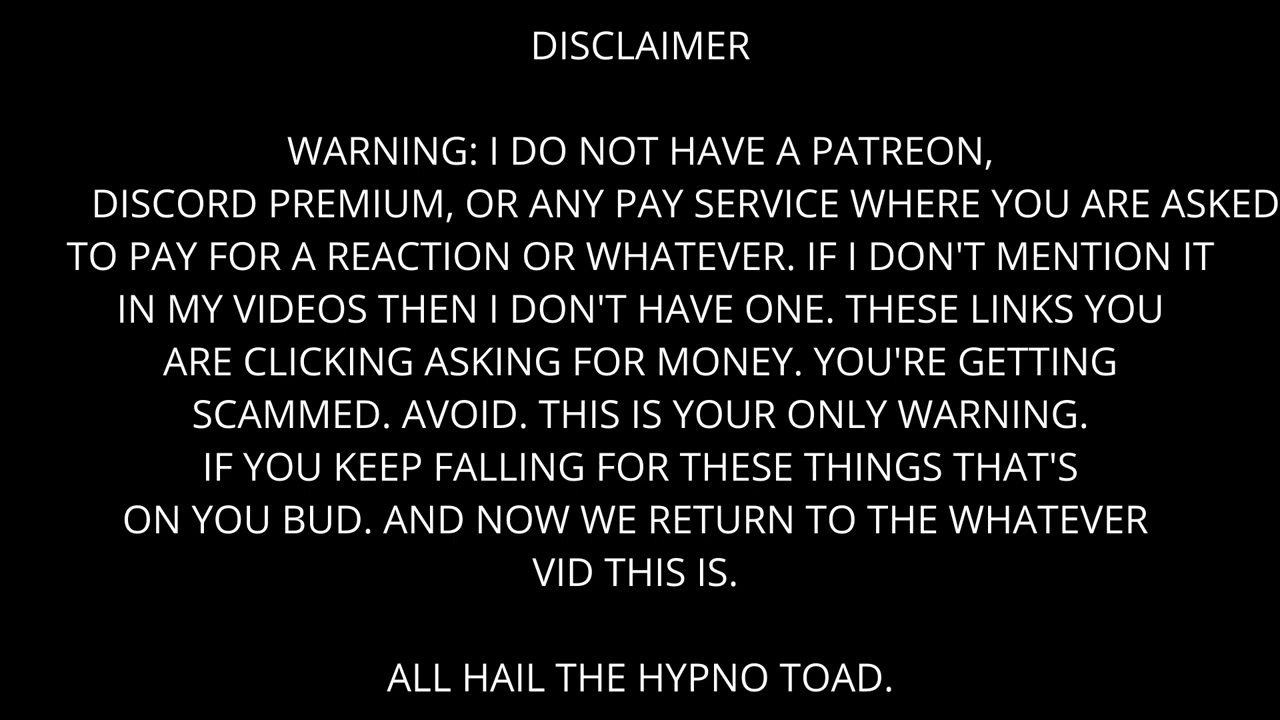 DISCLAIMER
WARNING: I DO NOT HAVE A PATREON,
DISCORD PREMIUM, OR ANY PAY SERVICE WHERE YOU ARE ASKED
TO PAY FOR A REACTION OR WHATEVER. IF I DON'T MENTION IT
IN MY VIDEOS THEN I DON'T HAVE ONE. THESE LINKS YOU
ARE CLICKING ASKING FOR MONEY. YOU'RE GETTING
SCAMMED. AVOID. THIS IS YOUR ONLY WARNING.
IF YOU KEEP FALLING FOR THESE THINGS THAT'S
ON YOU BUD. AND NOW WE RETURN TO THE WHATEVER
VID THIS IS.
ALL HAIL THE HYPNO TOAD.